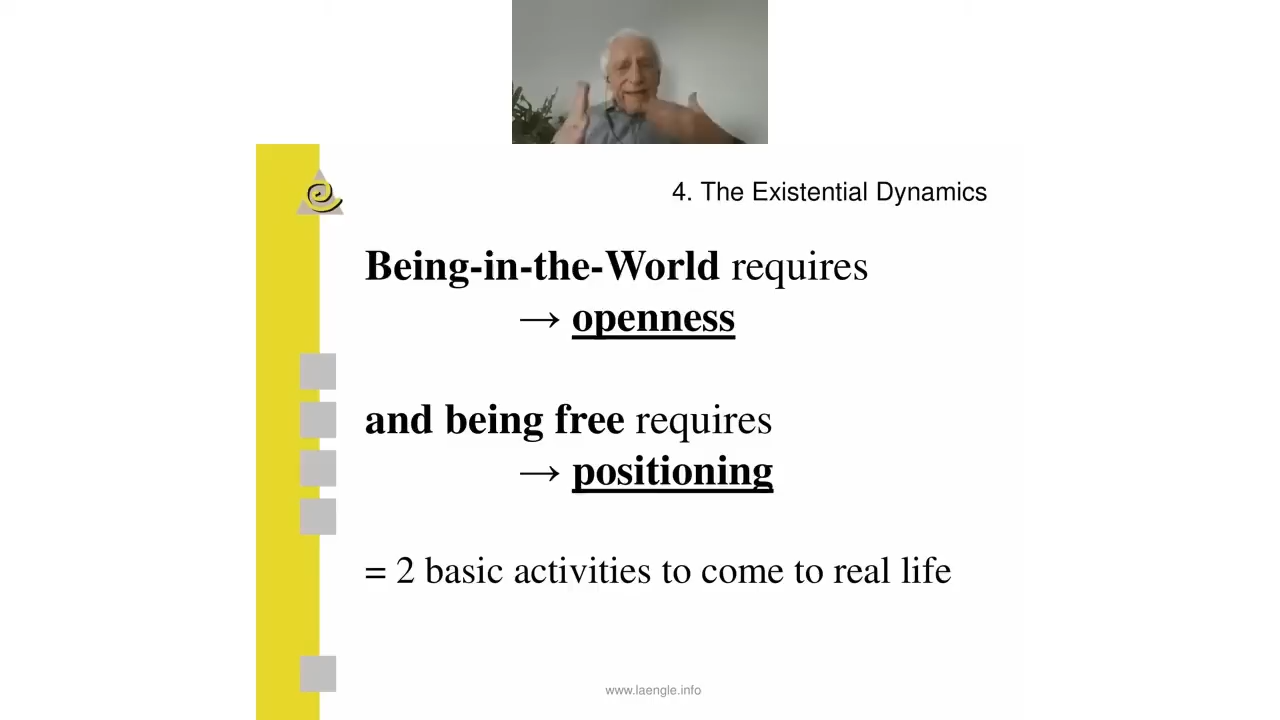 4. The Existential Dynamics
Being-in-the-World requires
→ openness
and being free requires
→ positioning
= 2 basic activities to come to real life
www.laengle.info